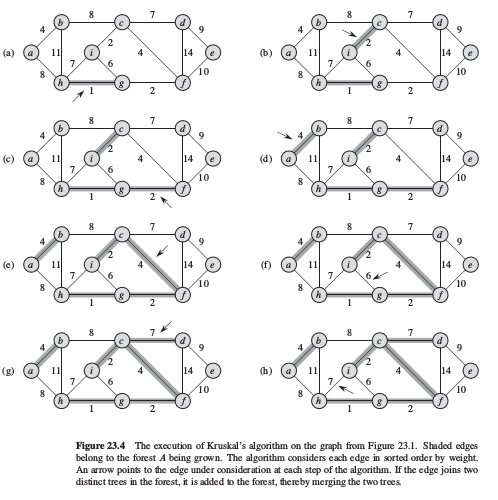 8 7
b c d
4 9
2
(a) a 11 i 4 14 e
7 6
8 10
h g f
1 2
8 7
b c d
4 9
2
(b) a 11 i 4 14 e
7 6
8 10
h g f
1 2
8 7
b c d
4 9
2
(c) a 11 i 4 14 e
7 6
8 10
h g f
1 2
8 7
b c d
4 9
2
(d) a 11 i 4 14 e
7 6
8 10
h g f
1 2
8 7
b c d
4 9
2
(e) a 11 i 4 14 e
7 6
8 10
h g f
1 2
8 7
b c d
4 9
2
(f) a 11 i 4 14 e
7 6
8 10
h g f
1 2
8 7
b c d
4 9
2
(g) a 11 i 4 14 e
7 6
8 10
h g f
1 2
8 7
b c d
4 9
2
(h) a 11 i 4 14 e
7 6
8 10
h g f
1 2
Figure 23.4 The execution of Kruskal's algorithm on the graph from Figure 23.1. Shaded edges
belong to the forest A being grown. The algorithm considers each edge in sorted order by weight.
An arrow points to the edge under consideration at each step of the algorithm. If the edge joins two
distinct trees in the forest, it is added to the forest, thereby merging the two trees.